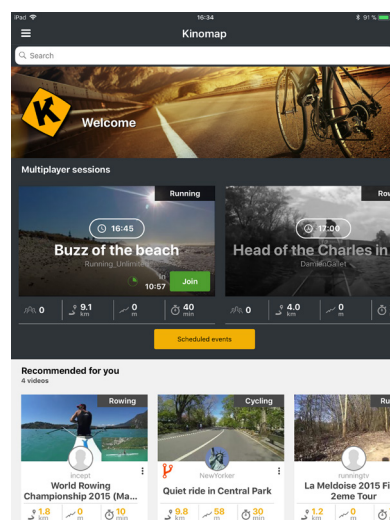 iPad 16:34 91 %
Kinomap
Search
K
Welcome
Multiplayer sessions
Running
16:45
Buzz of the beach
Running_Unlimited
in
10:57
Join
0
9.1
km
0
m
40
min
Row
17:00
Head of the Charles in
DamienGallet
0
4.0
km
0
m
Scheduled events
Recommended for you
4 videos
Rowing
incept
World Rowing
Championship 2015 (Ma...
1.8
km
0
m
10
min
Cycling
NewYorker
Quiet ride in Central Park
9.8
km
58
m
30
min
Ru
runningtv
La Meldoise 2015 Fi
2eme Tour
1.2
km
0
m